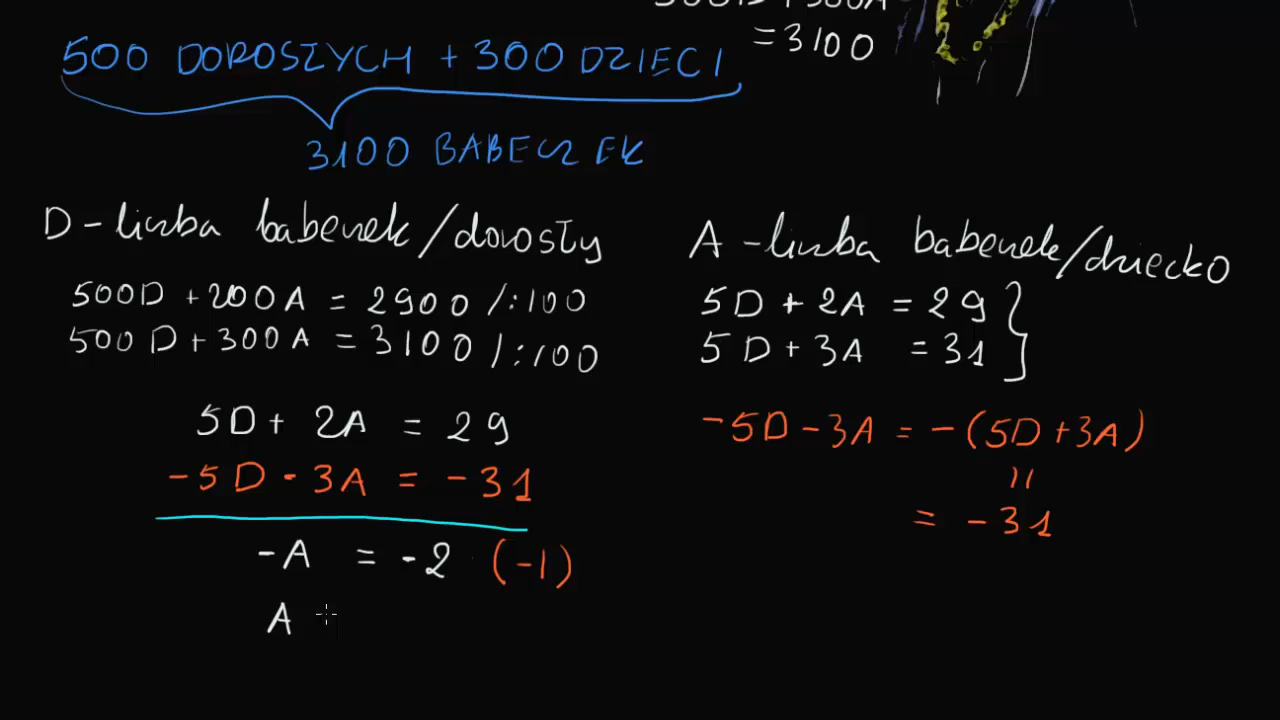 = 3100
500 DOROSZYCH + 300 DZIECI
3100 BABECZEK
D - liczba babeczek/dorosły
A - liczba babeczek/dziecko
500D + 200A = 2900 /:100
500D + 300A = 3100 /:100
5D + 2A = 29
5D + 3A = 31
5D + 2A = 29
-5D - 3A = -31
-A = -2 (-1)
A
-5D - 3A = -(5D + 3A)
= -31